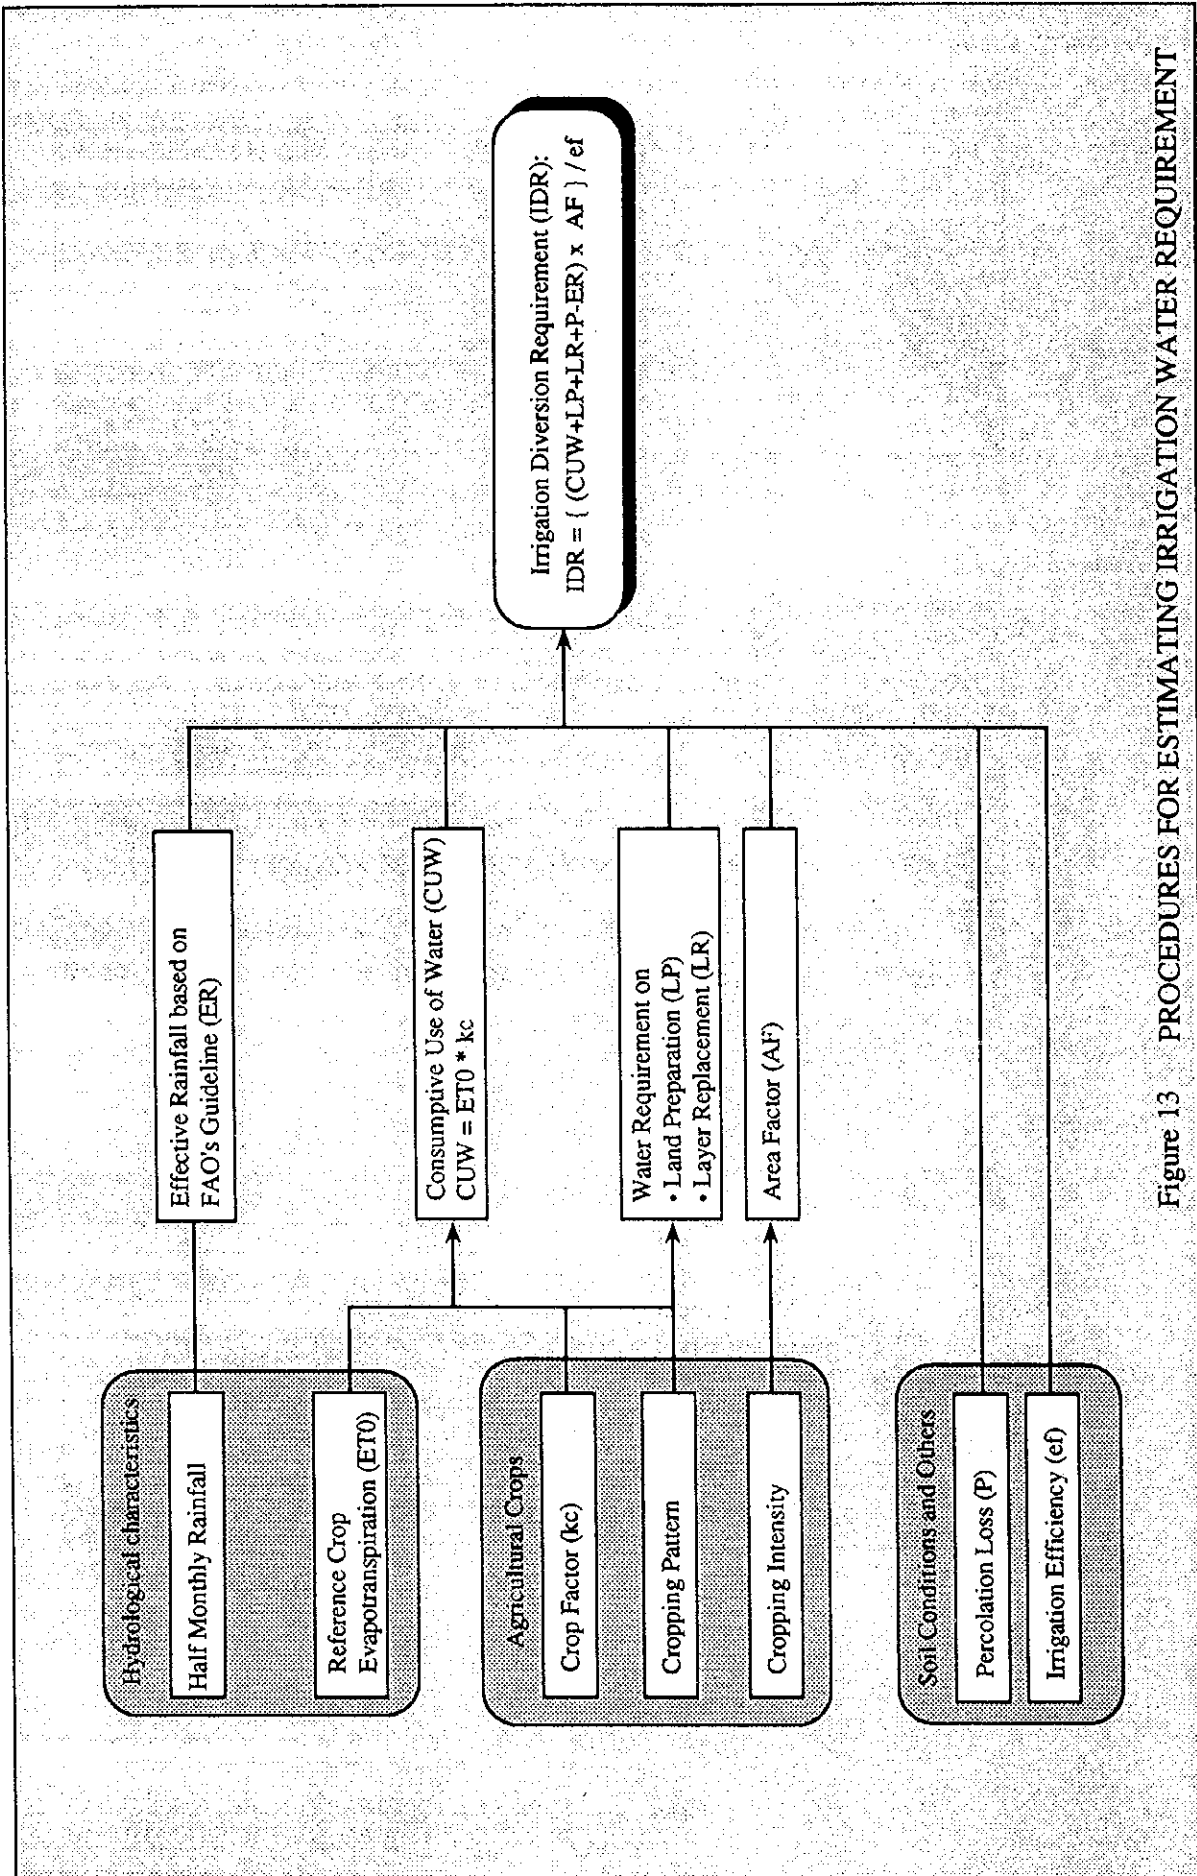 Hydrological characteristics
Half Monthly Rainfall
Reference Crop
Evapotranspiration (ET0)
Agricultural Crops
Crop Factor (kc)
Cropping Pattern
Cropping Intensity
Soil Conditions and Others
Percolation Loss (P)
Irrigation Efficiency (ef)
Effective Rainfall based on
FAO's Guideline (ER)
Consumptive Use of Water (CUW)
CUW = ET0 * kc
Water Requirement on
• Land Preparation (LP)
• Layer Replacement (LR)
Area Factor (AF)
Irrigation Diversion Requirement (IDR):
IDR = { (CUW+LP+LR+P-ER) x AF } / ef
Figure 13 PROCEDURES FOR ESTIMATING IRRIGATION WATER REQUIREMENT